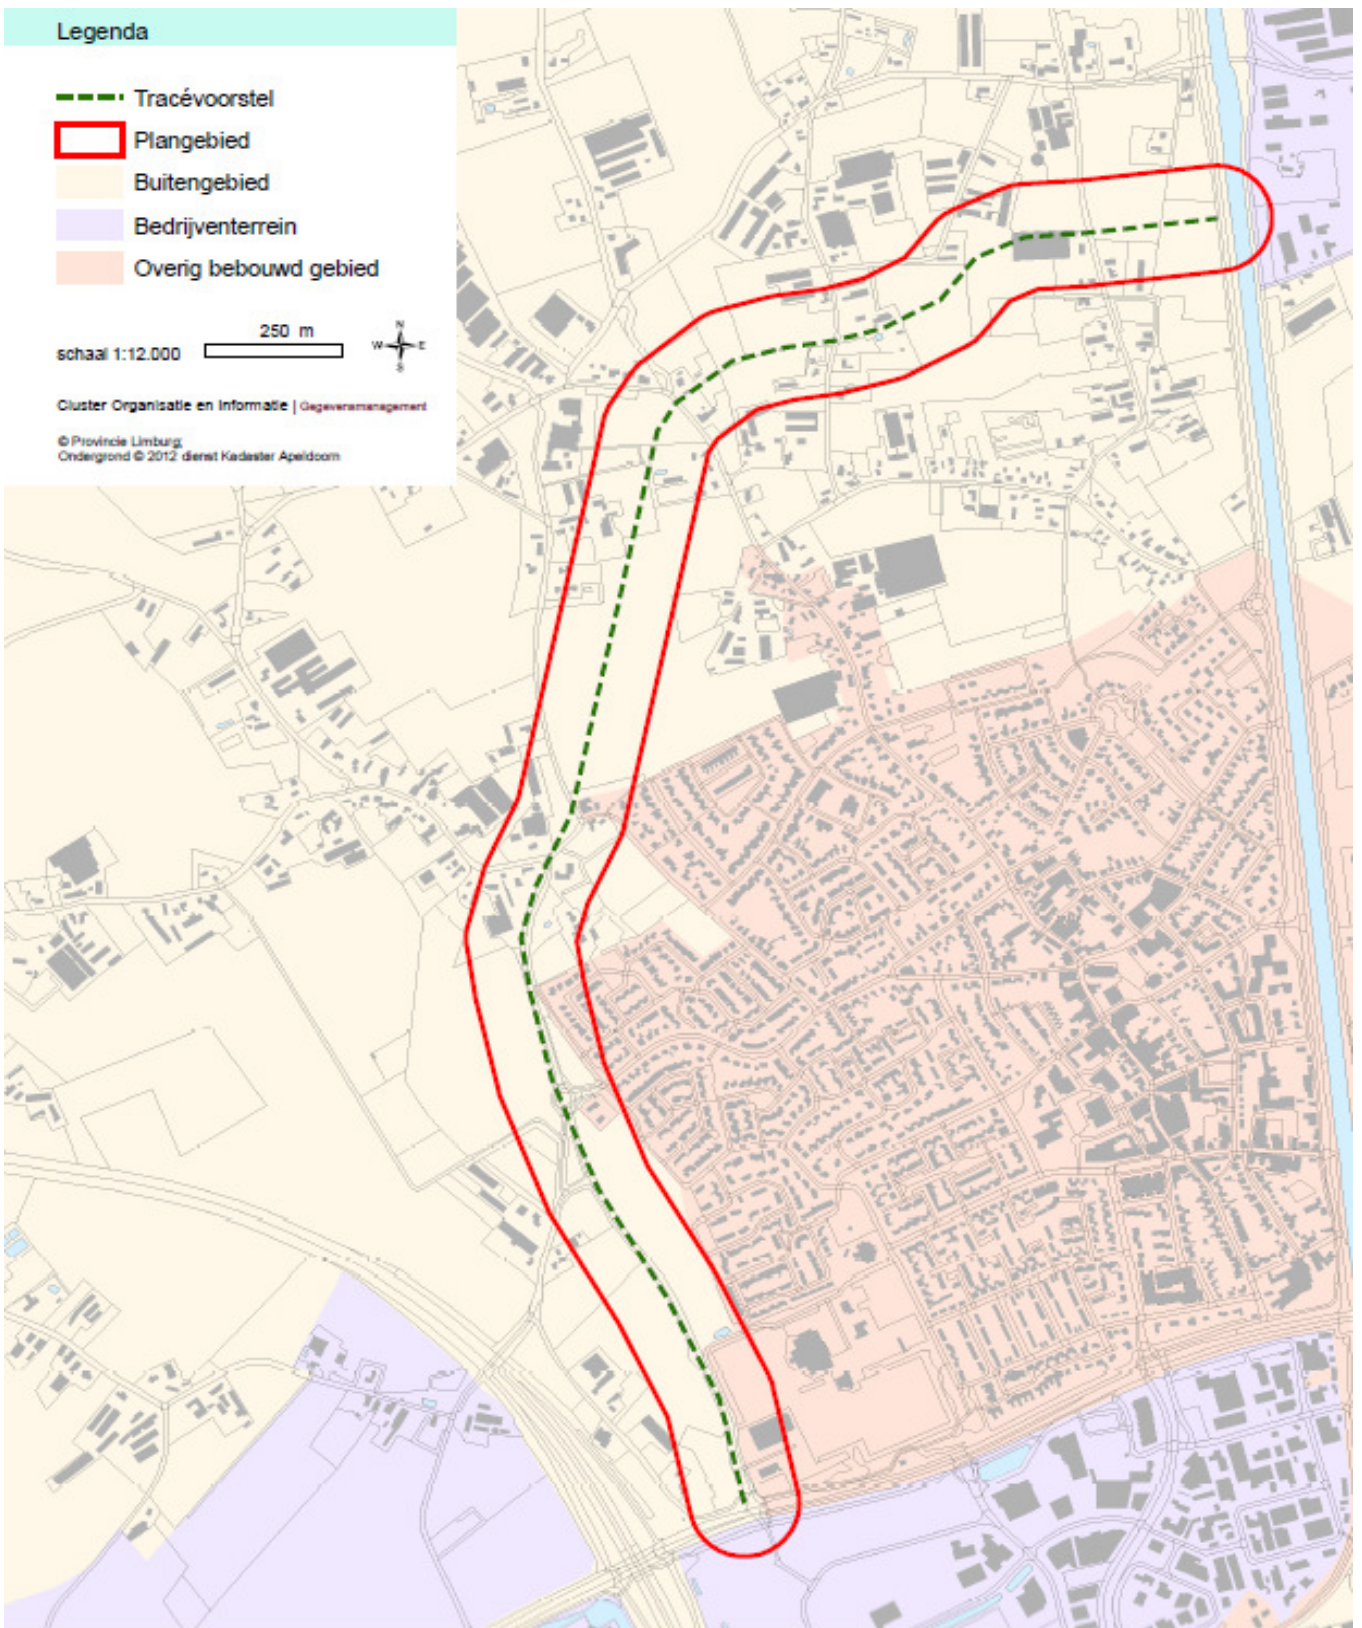 Legenda
Tracévoorstel
Plangebied
Buitengebied
Bedrijventerrein
Overig bebouwd gebied
250 m
schaal 1:12.000
N
W E
S
Cluster Organisatie en Informatie | Gegevensmanagement
© Provincie Limburg;
Ondergrond © 2012 dienst Kadaster Apeldoorn